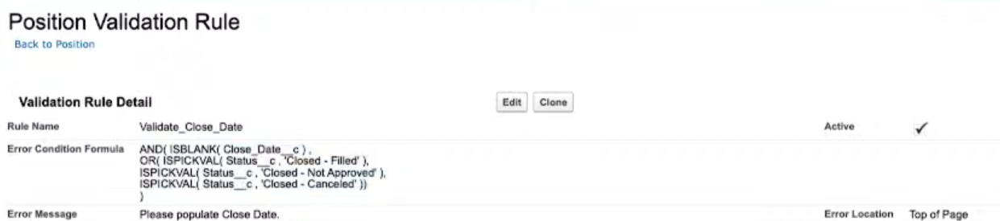 Position Validation Rule
Back to Position
Validation Rule Detail
Edit Clone
Rule Name Validate_Close_Date Active ✓
Error Condition Formula AND( ISBLANK( Close_Date__c ) ,
OR( ISPICKVAL( Status__c , 'Closed - Filled' ),
ISPICKVAL( Status__c , 'Closed - Not Approved' ),
ISPICKVAL( Status__c , 'Closed - Canceled' ))
)
Error Message Please populate Close Date. Error Location Top of Page